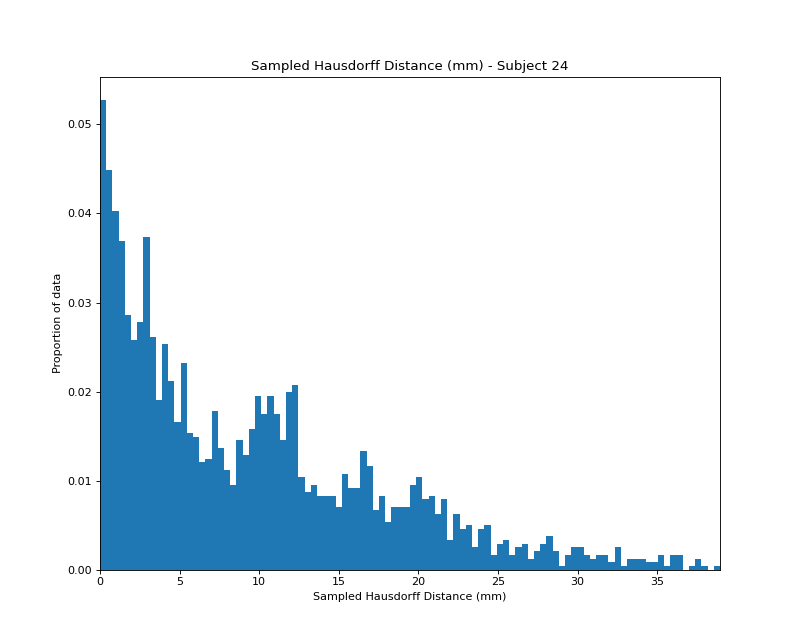 Sampled Hausdorff Distance (mm) - Subject 24
0.05
0.04
0.03
0.02
0.01
0.00
Proportion of data
0 5 10 15 20 25 30 35
Sampled Hausdorff Distance (mm)